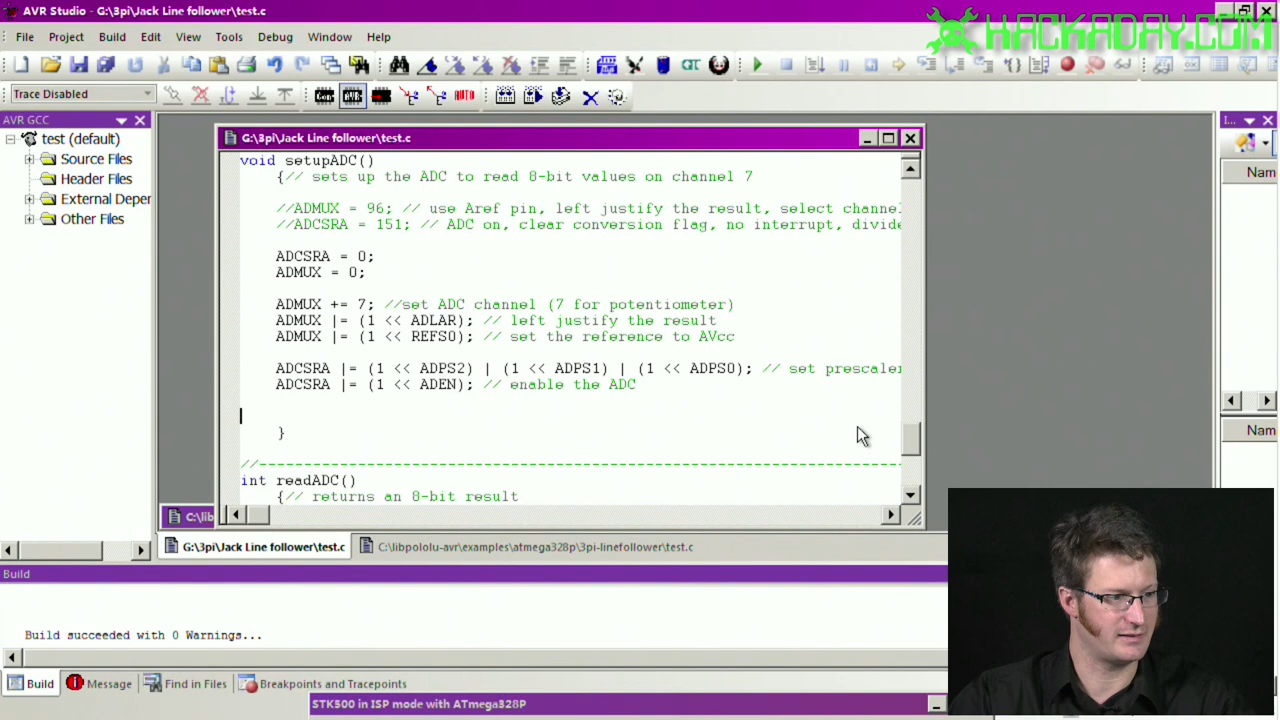 AVR Studio - G:\3pi\Jack Line follower\test.c
HACKADAY.COM
File Project Build Edit View Tools Debug Window Help
Trace Disabled
AUTO
AVR GCC
test (default)
Source Files
Header Files
External Depen
Other Files
G:\3pi\Jack Line follower\test.c
void setupADC()
{// sets up the ADC to read 8-bit values on channel 7
//ADMUX = 96; // use Aref pin, left justify the result, select channel
//ADCSRA = 151; // ADC on, clear conversion flag, no interrupt, divide
ADCSRA = 0;
ADMUX = 0;
ADMUX += 7; //set ADC channel (7 for potentiometer)
ADMUX |= (1 << ADLAR); // left justify the result
ADMUX |= (1 << REFS0); // set the reference to AVcc
ADCSRA |= (1 << ADPS2) | (1 << ADPS1) | (1 << ADPS0); // set prescaler
ADCSRA |= (1 << ADEN); // enable the ADC
}
//------------------------------------------------------------------------
int readADC()
{// returns an 8-bit result
I...
Nam
Nam
C:\lib
G:\3pi\Jack Line follower\test.c
C:\libpololu-avr\examples\atmega328p\3pi-linefollower\test.c
Build
Build succeeded with 0 Warnings...
Build Message Find in Files Breakpoints and Tracepoints
STK500 in ISP mode with ATmega328P